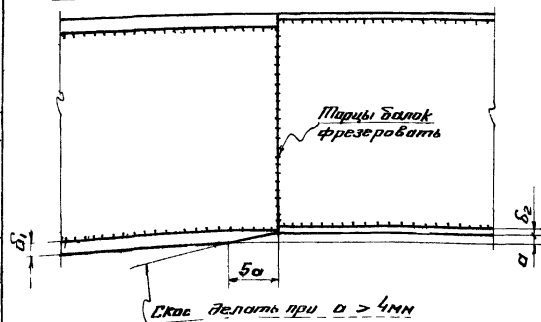 Торцы балок
фрезеровать
δ₁
δ₂
a
5a
Скос делать при a > 4мм